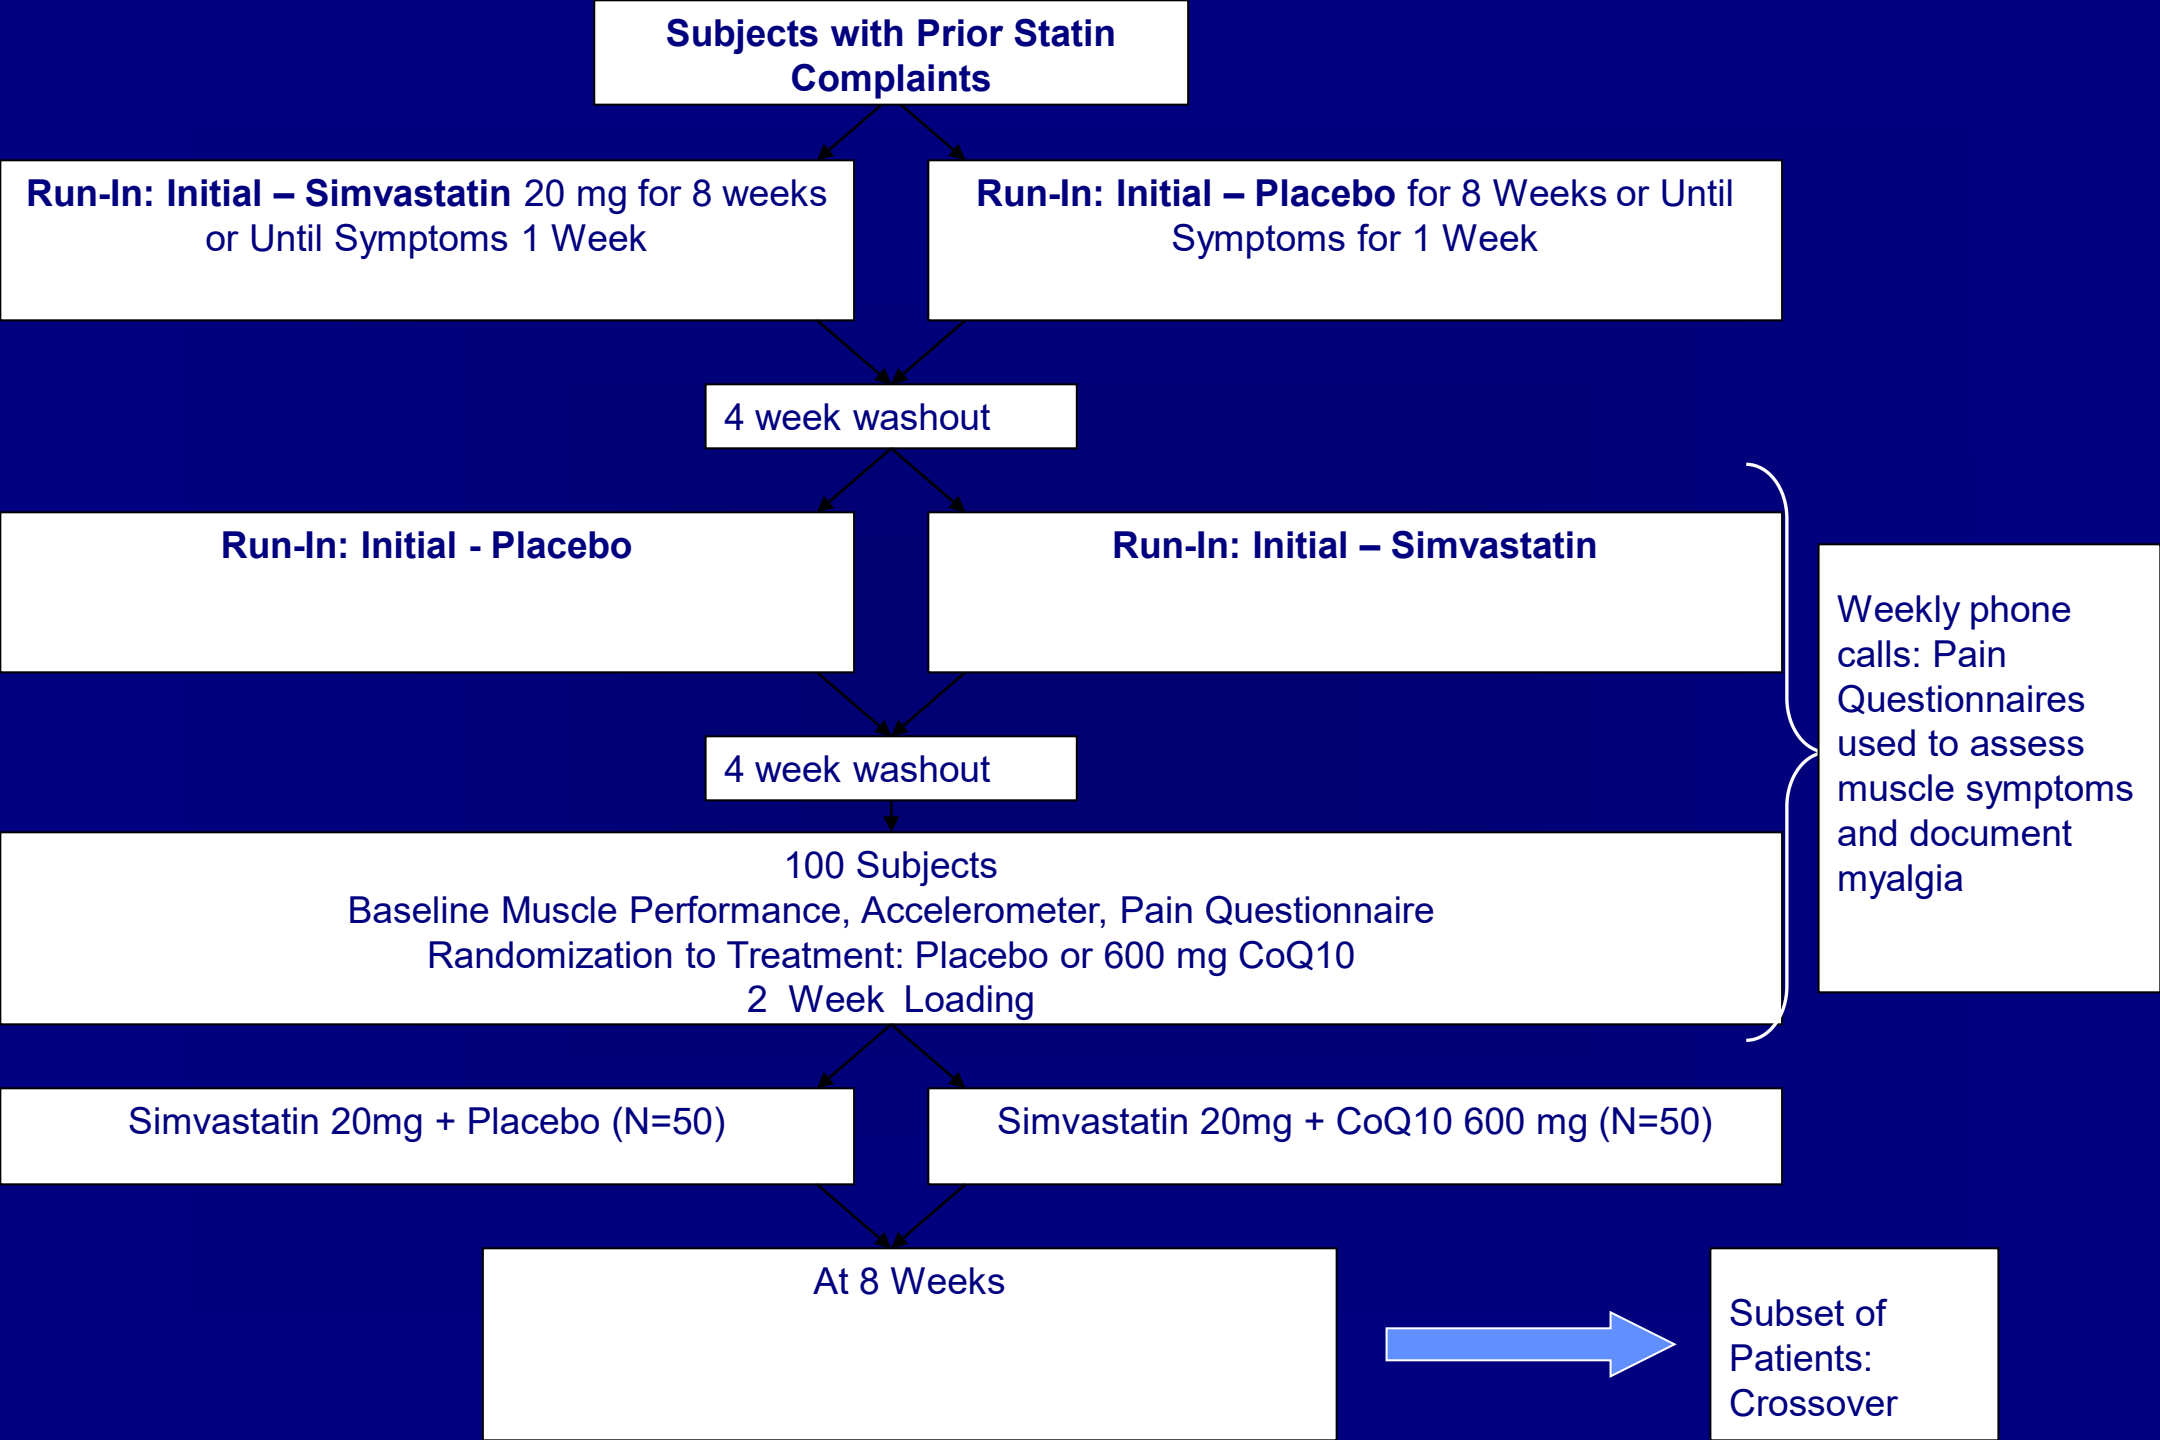 Subjects with Prior Statin
Complaints
Run-In: Initial – Simvastatin 20 mg for 8 weeks
or Until Symptoms 1 Week
Run-In: Initial – Placebo for 8 Weeks or Until
Symptoms for 1 Week
4 week washout
Run-In: Initial - Placebo
Run-In: Initial – Simvastatin
Weekly phone
calls: Pain
Questionnaires
used to assess
muscle symptoms
and document
myalgia
4 week washout
100 Subjects
Baseline Muscle Performance, Accelerometer, Pain Questionnaire
Randomization to Treatment: Placebo or 600 mg CoQ10
2 Week Loading
Simvastatin 20mg + Placebo (N=50)
Simvastatin 20mg + CoQ10 600 mg (N=50)
At 8 Weeks
Subset of
Patients:
Crossover